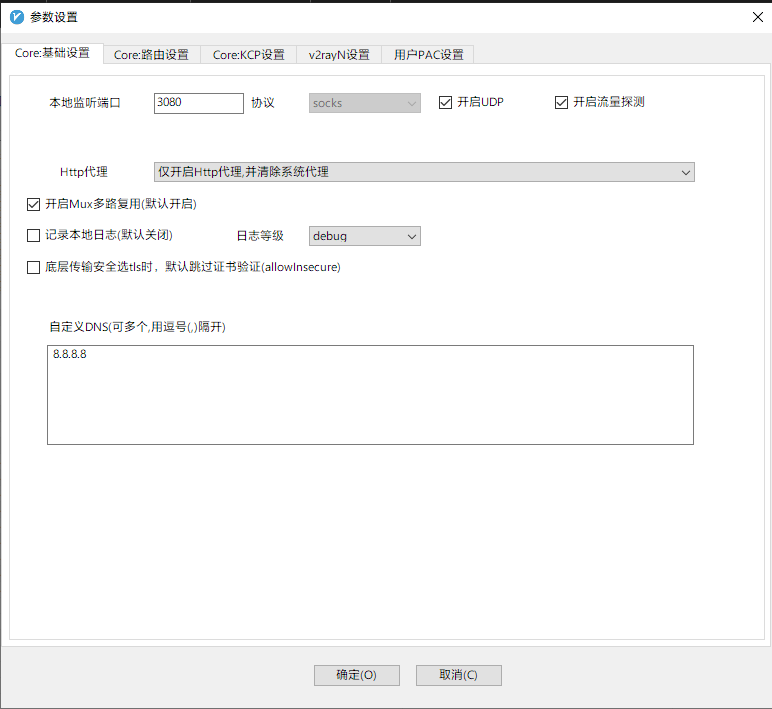 参数设置
Core:基础设置 Core:路由设置 Core:KCP设置 v2rayN设置 用户PAC设置
本地监听端口 3080 协议 socks 开启UDP 开启流量探测
Http代理 仅开启Http代理,并清除系统代理
开启Mux多路复用(默认开启)
记录本地日志(默认关闭) 日志等级 debug
底层传输安全选tls时，默认跳过证书验证(allowInsecure)
自定义DNS(可多个,用逗号(,)隔开)
8.8.8.8
确定(O) 取消(C)